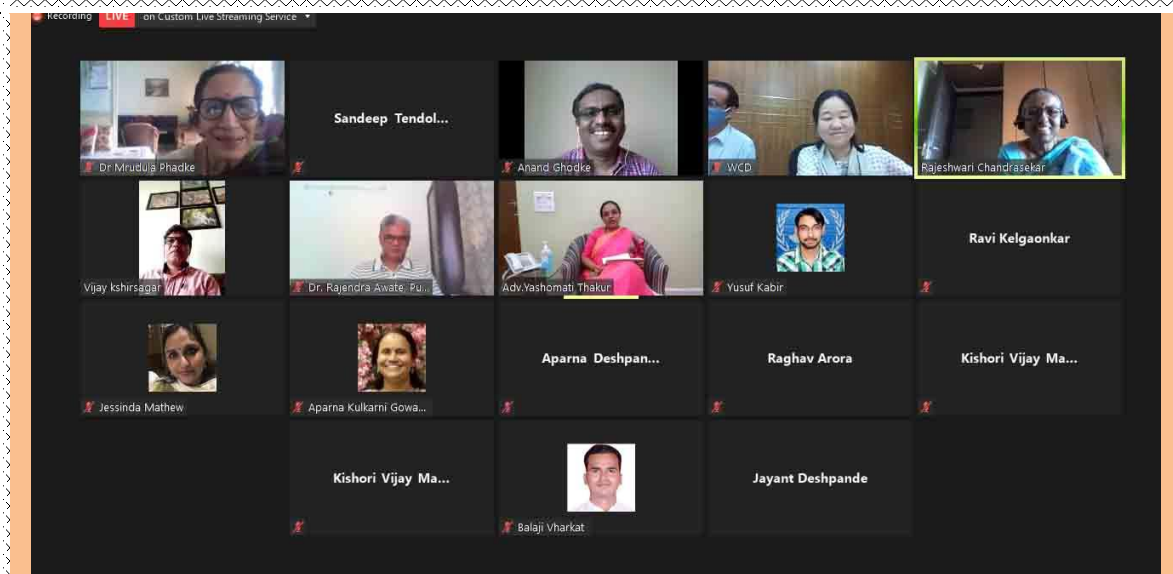 Recording LIVE on Custom Live Streaming Service
Dr Mrudula Phadke
Sandeep Tendol...
Anand Ghodke
WCD
Rajeshwari Chandrasekar
Vijay kshirsagar
Dr. Rajendra Awate, Pu...
Adv.Yashomati Thakur
Yusuf Kabir
Ravi Kelgaonkar
Jessinda Mathew
Aparna Kulkarni Gowa...
Aparna Deshpan...
Raghav Arora
Kishori Vijay Ma...
Kishori Vijay Ma...
Balaji Vharkat
Jayant Deshpande